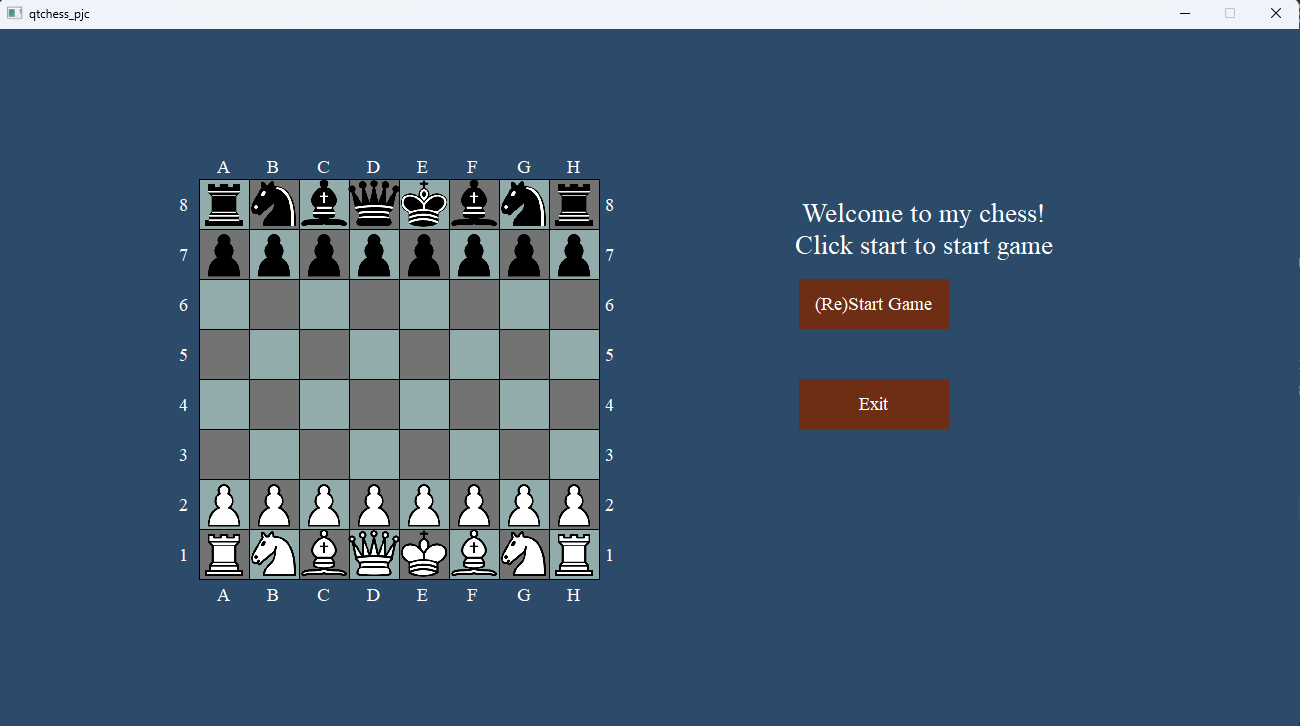 qtchess_pjc
A B C D E F G H
8 8
7 7
6 6
5 5
4 4
3 3
2 2
1 1
A B C D E F G H
Welcome to my chess!
Click start to start game
(Re)Start Game
Exit